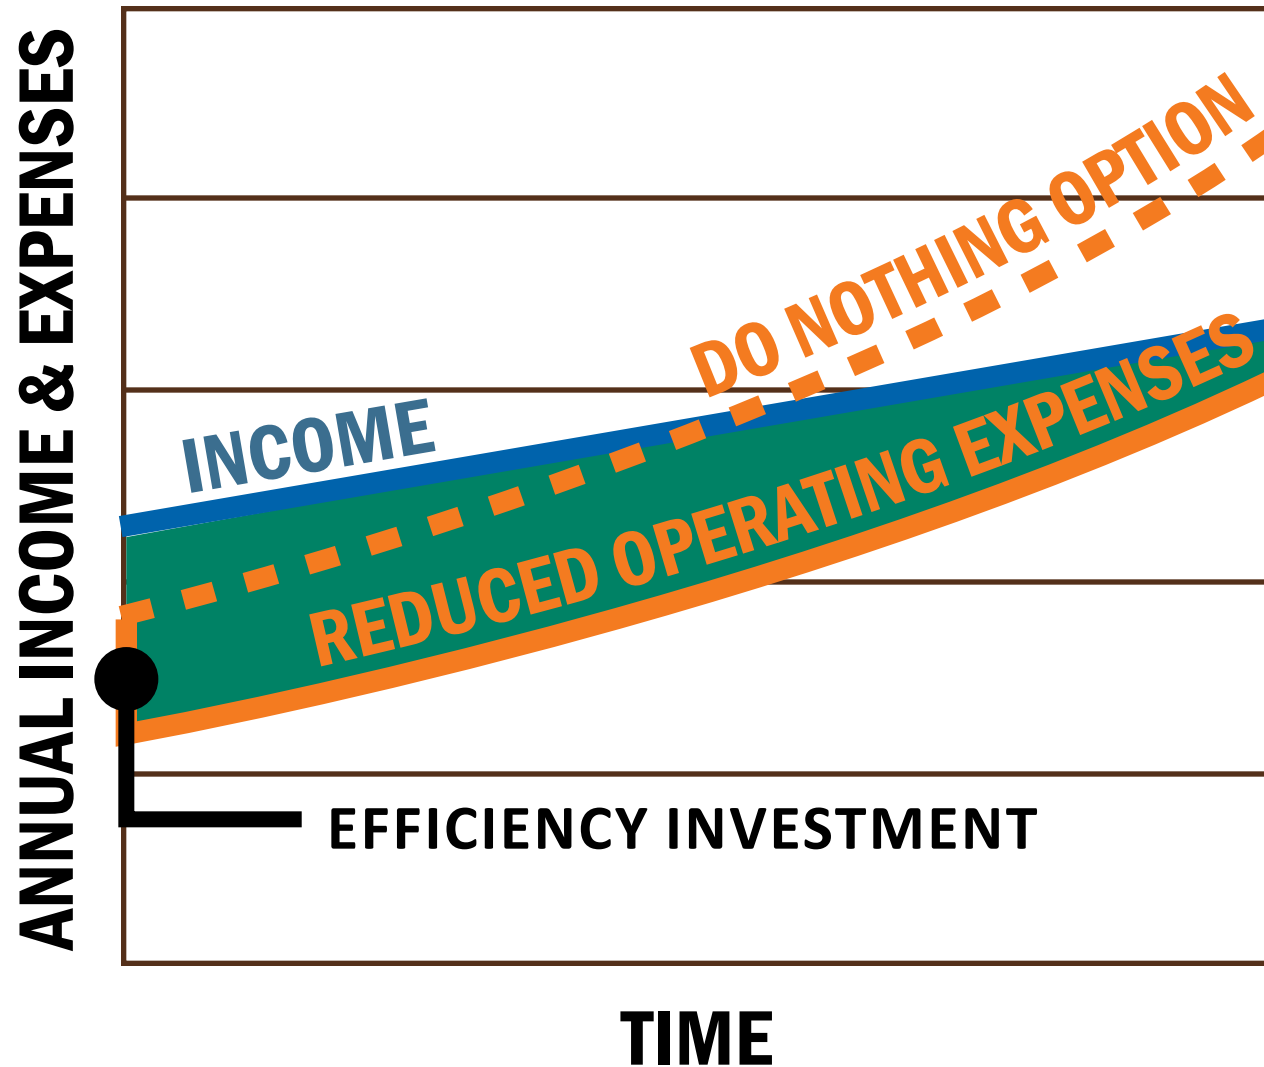 ANNUAL INCOME & EXPENSES
DO NOTHING OPTION
INCOME
REDUCED OPERATING EXPENSES
EFFICIENCY INVESTMENT
TIME